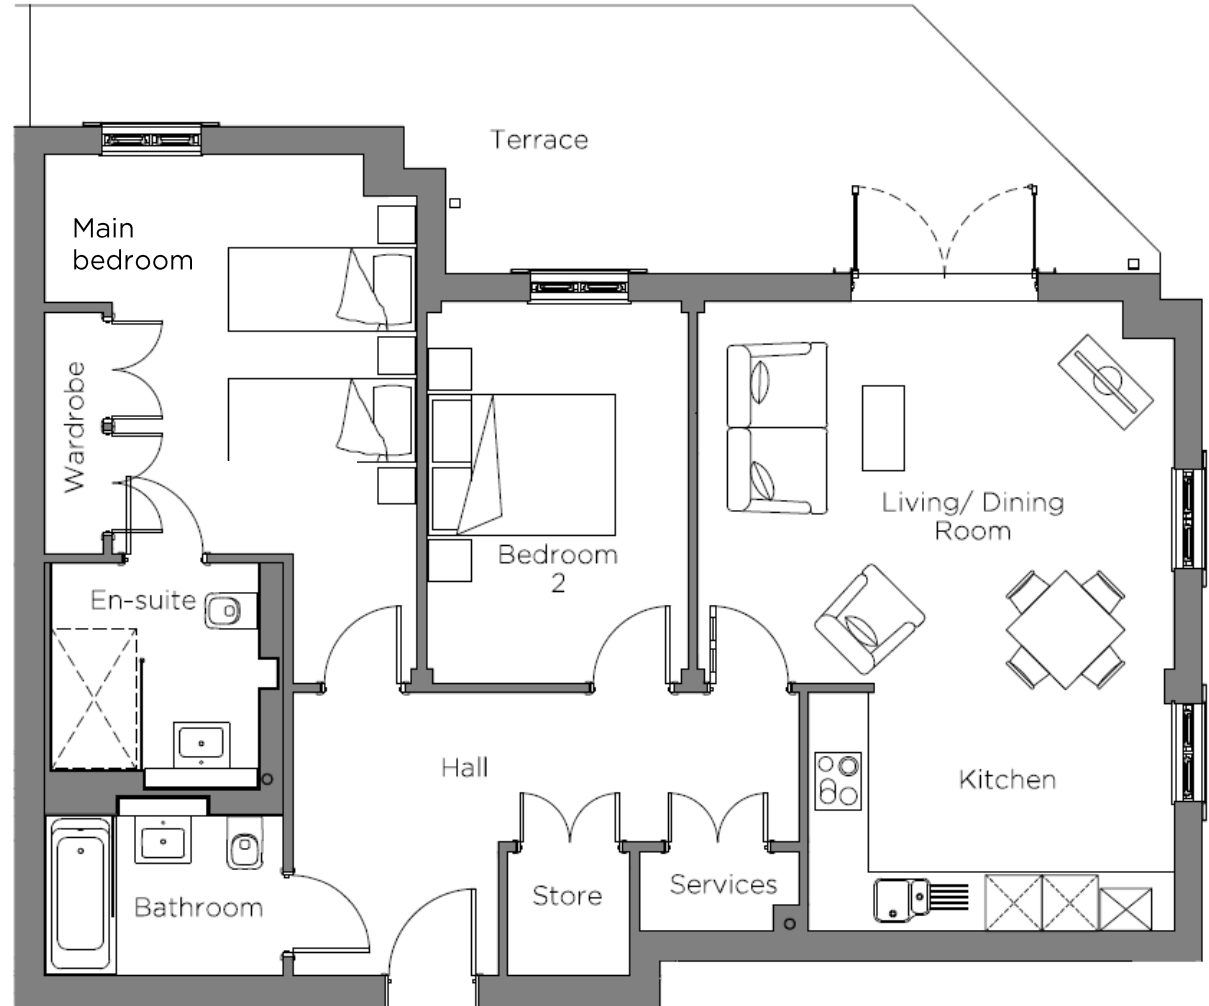 Terrace
Main
bedroom
Wardrobe
Living/ Dining
Room
Bedroom
2
En-suite
Hall
Kitchen
Services
Store
Bathroom